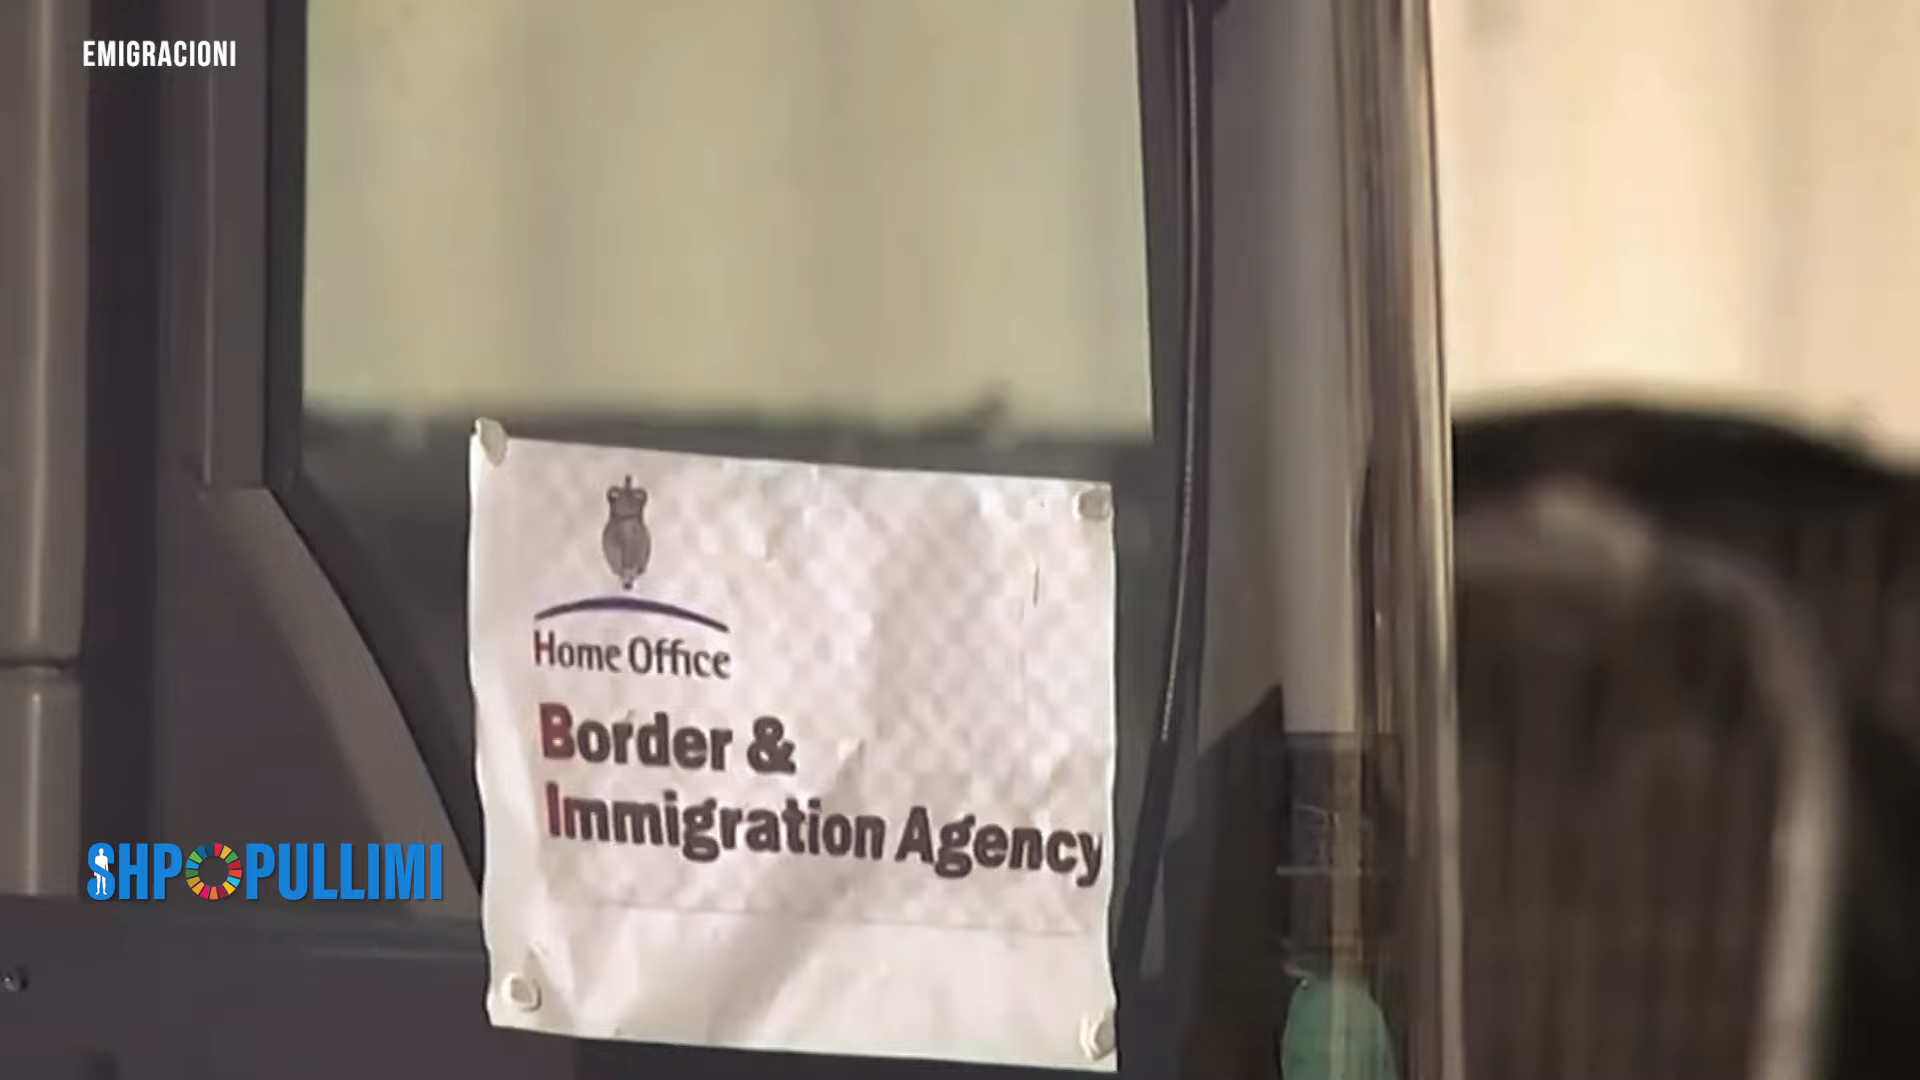 EMIGRACIONI
Home Office
Border &
Immigration Agency
SHPOPULLIMI